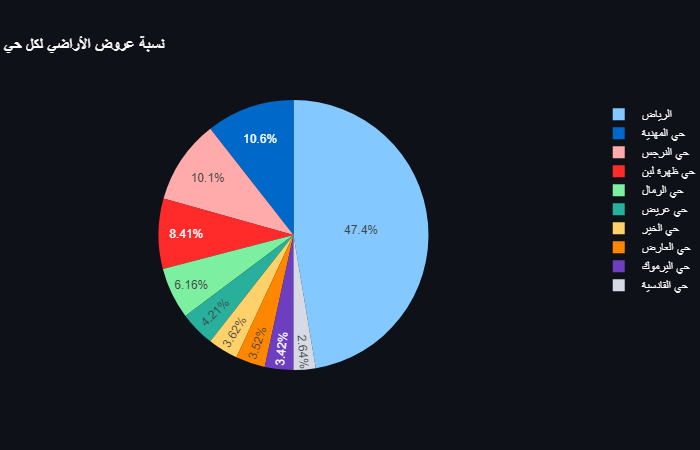 نسبة عروض الأراضي لكل حي
الرياض
حي المهدية
حي النرجس
حي ظهرة لبن
حي الرمال
حي عريض
حي الخير
حي العارض
حي اليرموك
حي القادسية
10.6%
10.1%
47.4%
8.41%
6.16%
4.21%
3.62%
3.52%
3.42%
2.64%